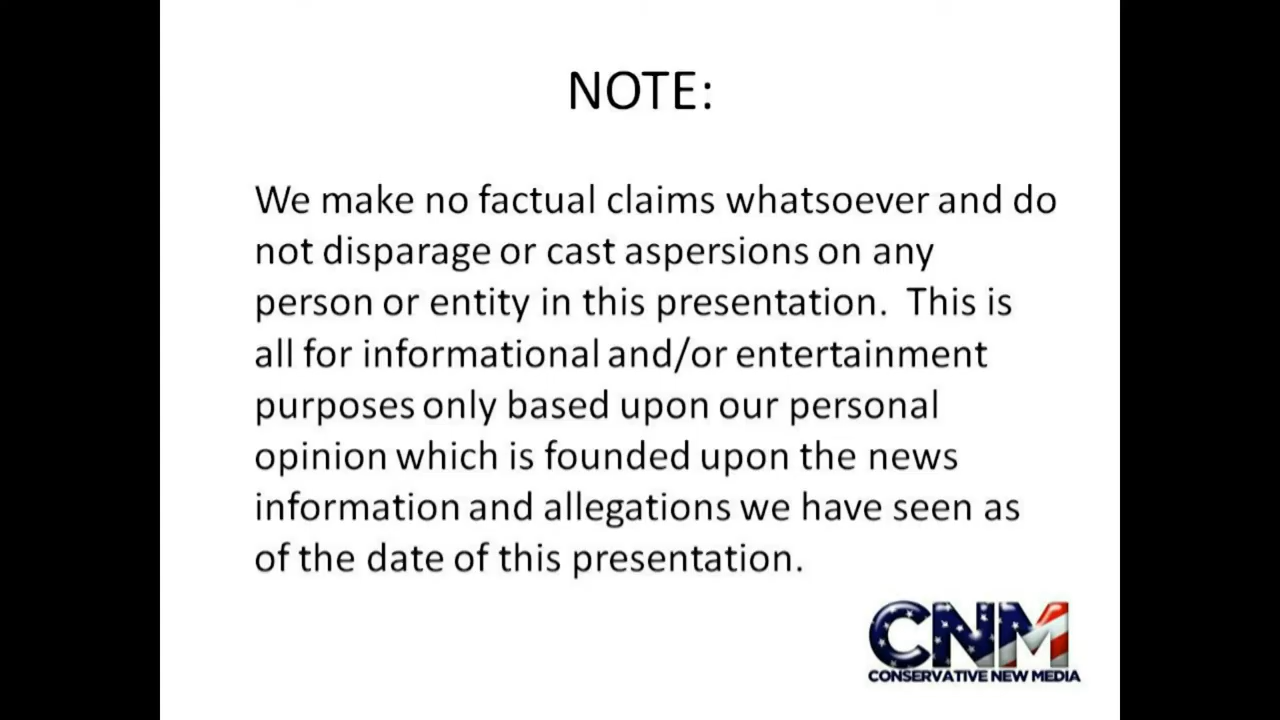 NOTE:
We make no factual claims whatsoever and do
not disparage or cast aspersions on any
person or entity in this presentation.  This is
all for informational and/or entertainment
purposes only based upon our personal
opinion which is founded upon the news
information and allegations we have seen as
of the date of this presentation.
CNM
CONSERVATIVE NEW MEDIA